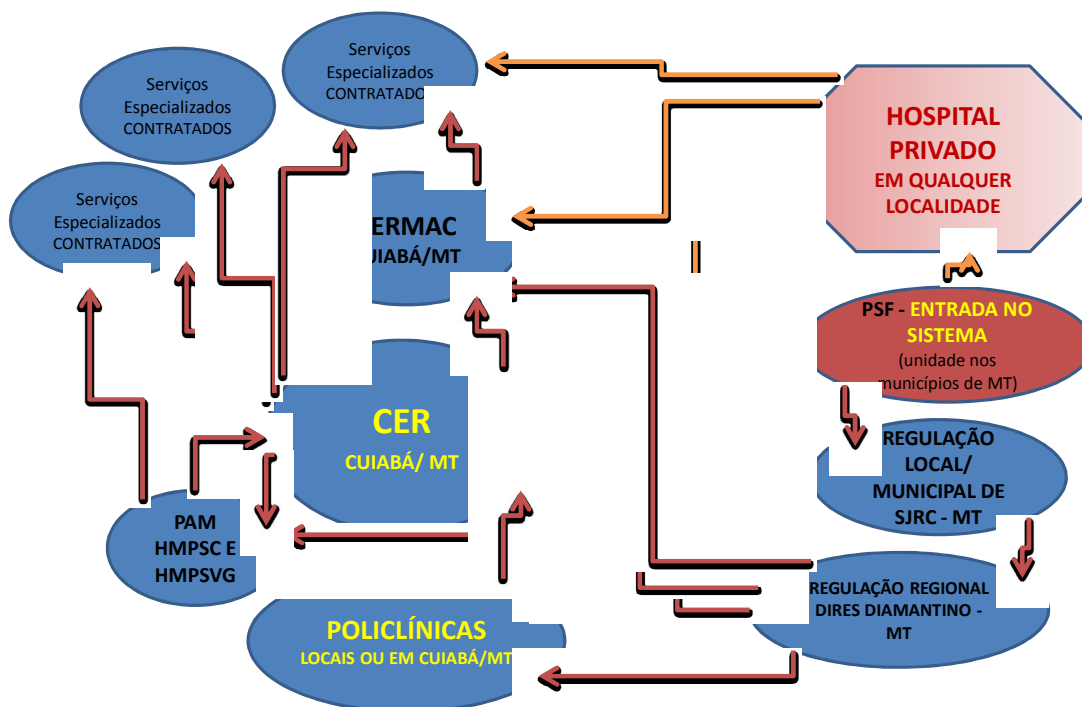 Serviços
Especializados
CONTRATADO
Serviços
Especializados
CONTRATADOS
Serviços
Especializados
CONTRATADOS
HOSPITAL
PRIVADO
EM QUALQUER
LOCALIDADE
ERMAC
UIABÁ/MT
PSF - ENTRADA NO
SISTEMA
(unidade nos
municípios de MT)
CER
CUIABÁ/ MT
REGULAÇÃO
LOCAL/
MUNICIPAL DE
SJRC - MT
PAM
HMPSC E
HMPSVG
REGULAÇÃO REGIONAL
DIRES DIAMANTINO -
MT
POLICLÍNICAS
LOCAIS OU EM CUIABÁ/MT